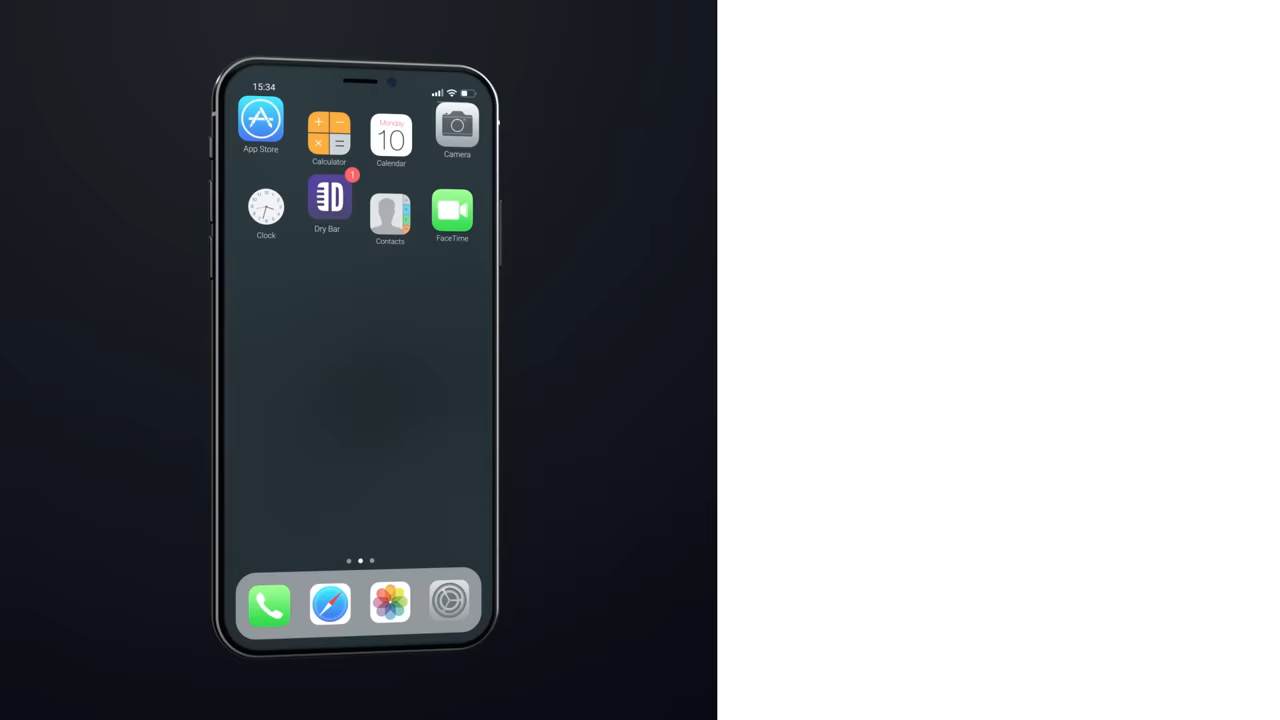 15:34
App Store
Calculator
Monday
10
Calendar
Camera
Clock
1
Dry Bar
Contacts
FaceTime